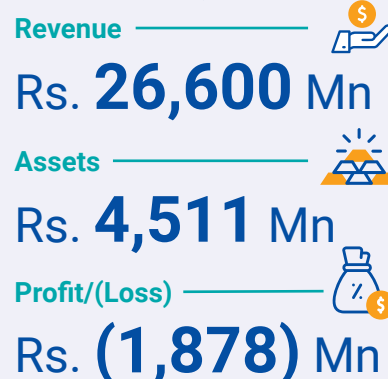 Revenue
Rs. 26,600 Mn
Assets
Rs. 4,511 Mn
Profit/(Loss)
Rs. (1,878) Mn